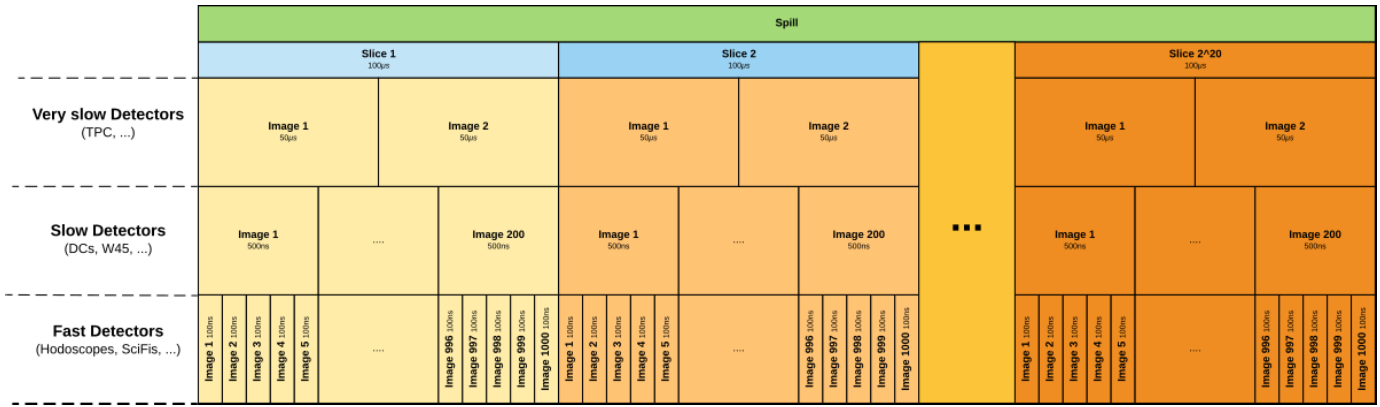 Spill
Slice 1
100µs
Slice 2
100µs
Slice 2^20
100µs
Very slow Detectors
(TPC, ...)
Image 1
50µs
Image 2
50µs
Image 1
50µs
Image 2
50µs
...
Image 1
50µs
Image 2
50µs
Slow Detectors
(DCs, W45, ...)
Image 1
500ns
....
Image 200
500ns
Image 1
500ns
....
Image 200
500ns
Image 1
500ns
....
Image 200
500ns
Fast Detectors
(Hodoscopes, SciFis, ...)
Image 1 100ns
Image 2 100ns
Image 3 100ns
Image 4 100ns
Image 5 100ns
....
Image 996 100ns
Image 997 100ns
Image 998 100ns
Image 999 100ns
Image 1000 100ns
Image 1 100ns
Image 2 100ns
Image 3 100ns
Image 4 100ns
Image 5 100ns
....
Image 996 100ns
Image 997 100ns
Image 998 100ns
Image 999 100ns
Image 1000 100ns
Image 1 100ns
Image 2 100ns
Image 3 100ns
Image 4 100ns
Image 5 100ns
....
Image 996 100ns
Image 997 100ns
Image 998 100ns
Image 999 100ns
Image 1000 100ns